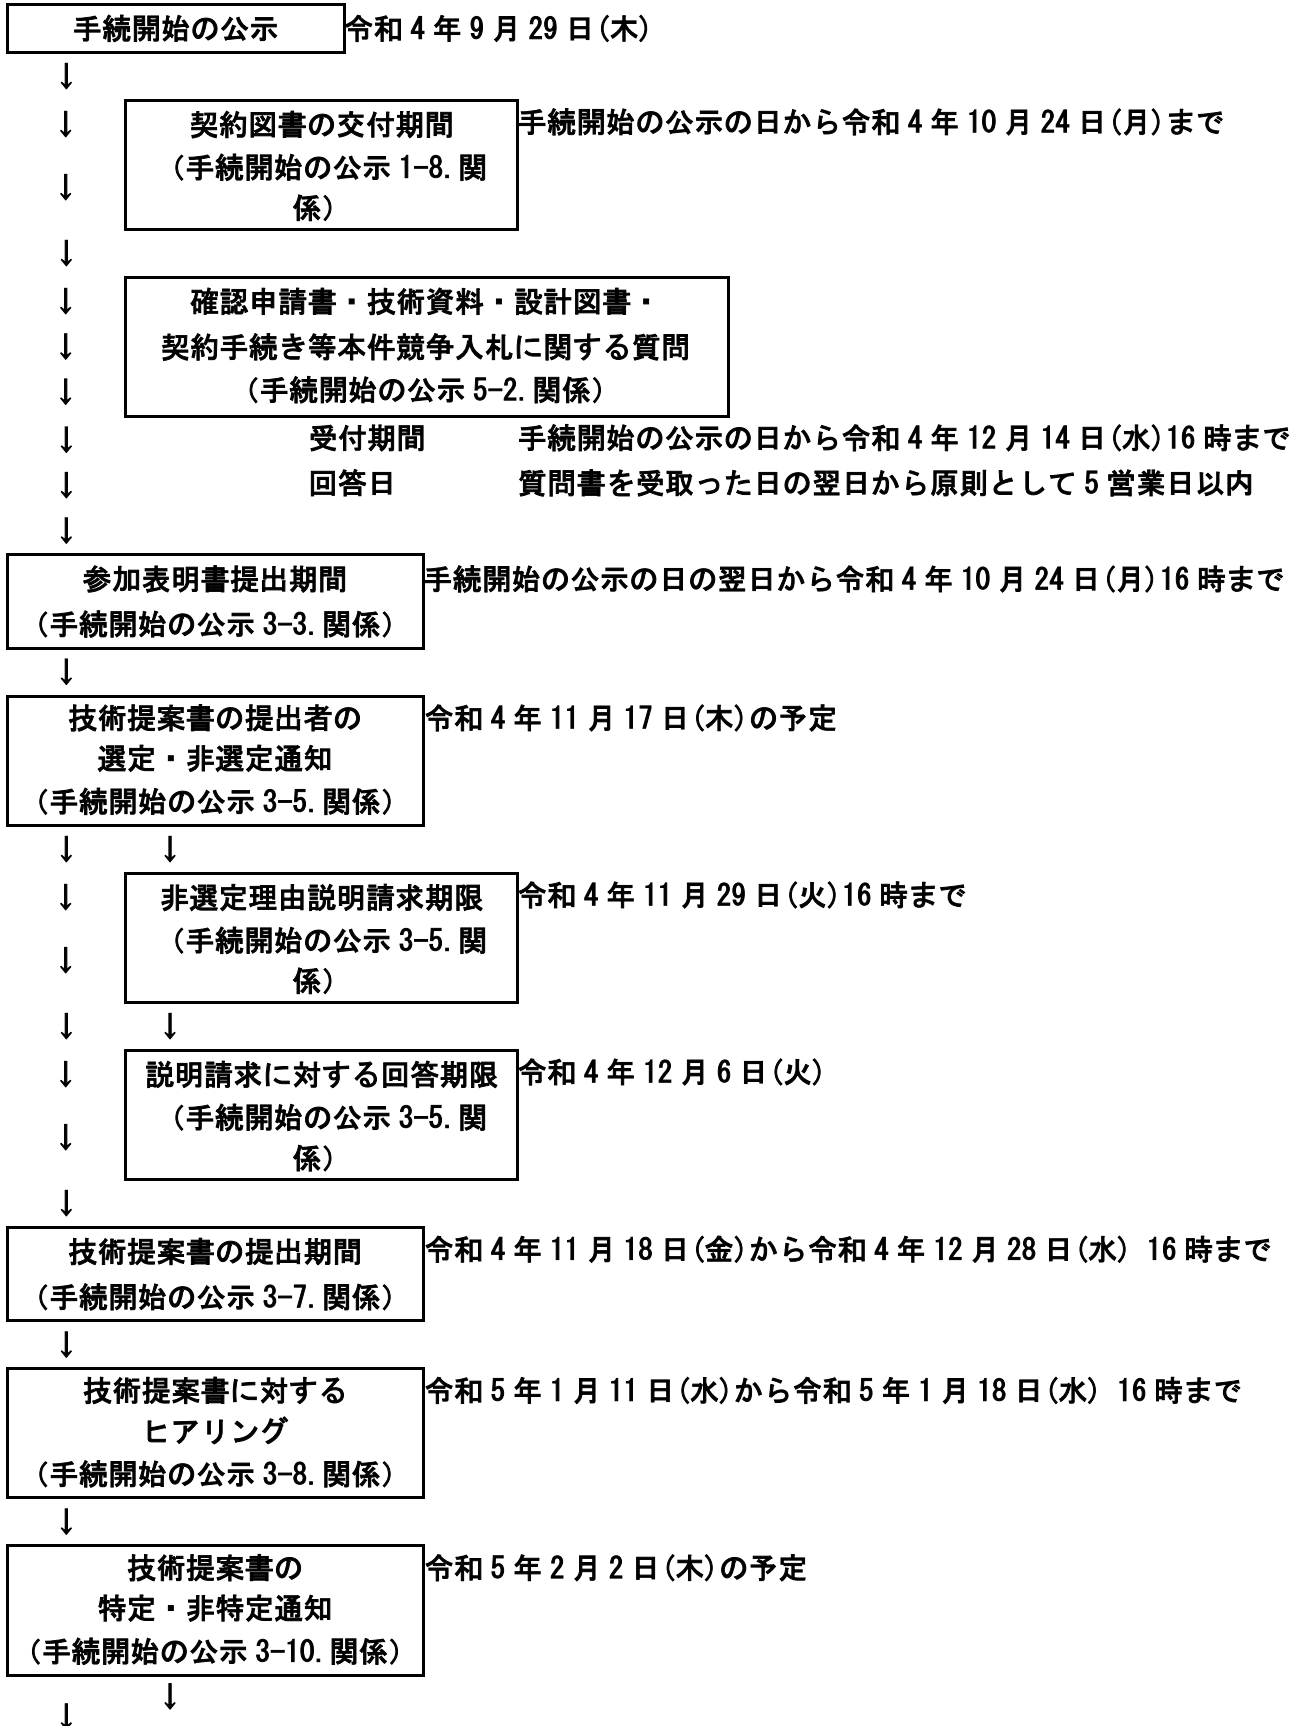 手続開始の公示 令和4年9月29日(木)
↓
↓ 契約図書の交付期間 手続開始の公示の日から令和4年10月24日(月)まで
(手続開始の公示1-8.関
↓
係)
↓
↓ 確認申請書・技術資料・設計図書・
↓ 契約手続き等本件競争入札に関する質問
↓ (手続開始の公示5-2.関係)
↓ 受付期間 手続開始の公示の日から令和4年12月14日(水)16時まで
↓ 回答日 質問書を受取った日の翌日から原則として5営業日以内
↓
参加表明書提出期間 手続開始の公示の日の翌日から令和4年10月24日(月)16時まで
(手続開始の公示3-3.関係)
↓
技術提案書の提出者の 令和4年11月17日(木)の予定
選定・非選定通知
(手続開始の公示3-5.関係)
↓ ↓
↓ 非選定理由説明請求期限 令和4年11月29日(火)16時まで
(手続開始の公示3-5.関
↓
係)
↓ ↓
↓ 説明請求に対する回答期限 令和4年12月6日(火)
(手続開始の公示3-5.関
↓
係)
↓
技術提案書の提出期間 令和4年11月18日(金)から令和4年12月28日(水) 16時まで
(手続開始の公示3-7.関係)
↓
技術提案書に対する 令和5年1月11日(水)から令和5年1月18日(水) 16時まで
ヒアリング
(手続開始の公示3-8.関係)
↓
技術提案書の 令和5年2月2日(木)の予定
特定・非特定通知
(手続開始の公示3-10.関係)
↓
↓